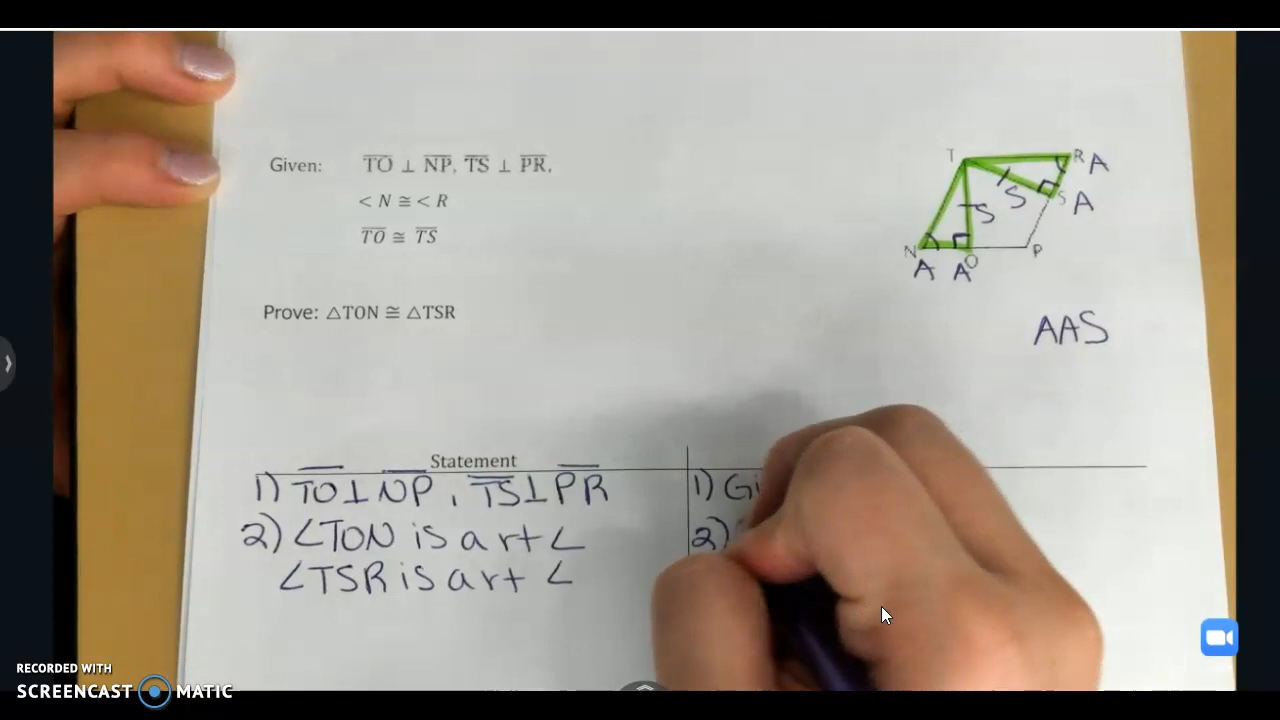 Given: TO ⊥ NP, TS ⊥ PR,
< N ≅ < R
TO ≅ TS
Prove: △TON ≅ △TSR
T
R A
S
S
S A
N
O
P
A A
AAS
Statement
1) TO ⊥ NP, TS ⊥ PR
1) Gi
2) ∠TON is a rt ∠
2)
∠TSR is a rt ∠
RECORDED WITH
SCREENCAST MATIC